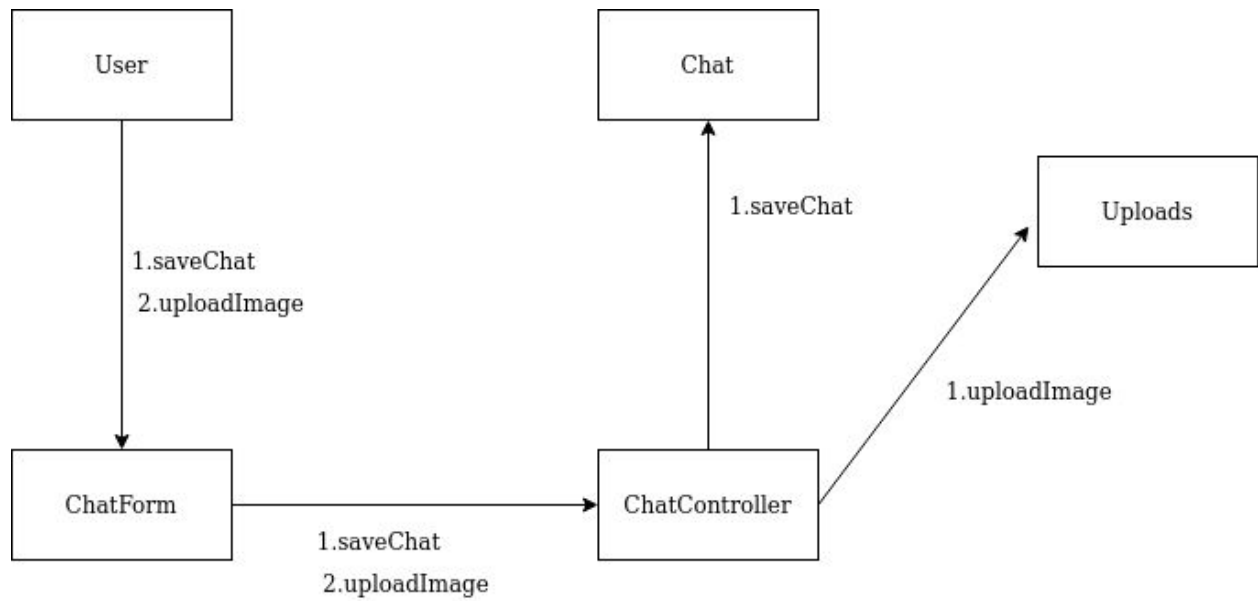 User
Chat
Uploads
1.saveChat
1.saveChat
2.uploadImage
1.uploadImage
ChatForm
ChatController
1.saveChat
2.uploadImage